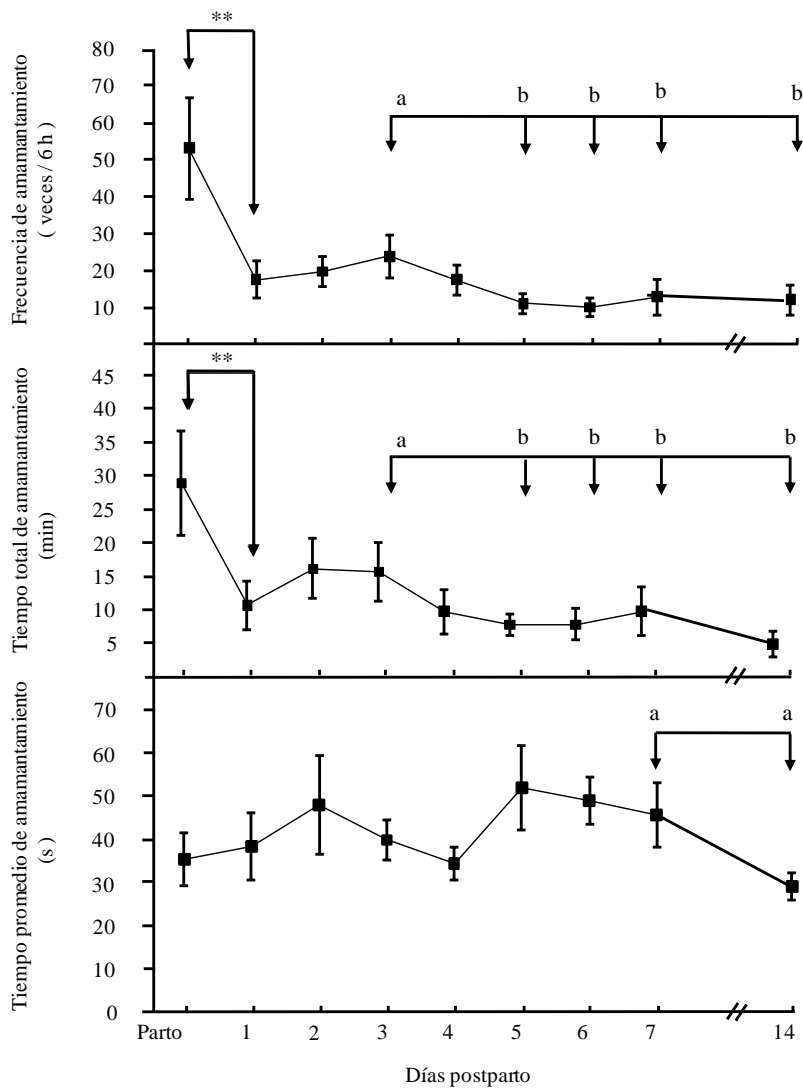 **
80
70
60
50
40
30
20
10
Frecuencia de amamantamiento
( veces / 6 h )
a b b b b
**
45
40
35
30
25
20
15
10
5
Tiempo total de amamantamiento
(min)
a b b b b
70
60
50
40
30
20
10
0
Tiempo promedio de amamantamiento
(s )
a a
Parto 1 2 3 4 5 6 7 14
Días postparto